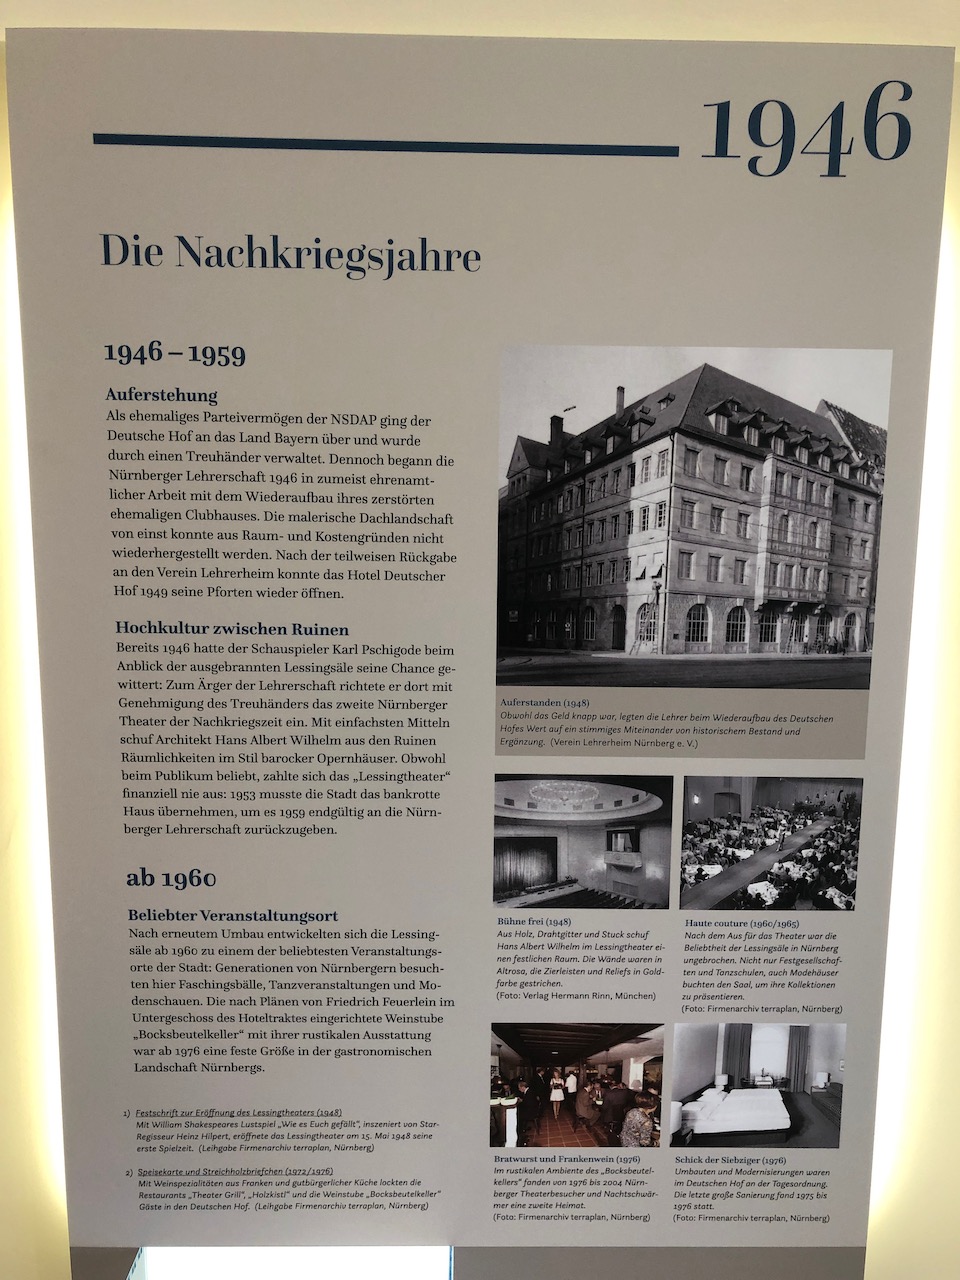 1946
Die Nachkriegsjahre
1946 – 1959
Auferstehung
Als ehemaliges Parteivermögen der NSDAP ging der
Deutsche Hof an das Land Bayern über und wurde
durch einen Treuhänder verwaltet. Dennoch begann die
Nürnberger Lehrerschaft 1946 in zumeist ehrenamt-
licher Arbeit mit dem Wiederaufbau ihres zerstörten
ehemaligen Clubhauses. Die malerische Dachlandschaft
von einst konnte aus Raum- und Kostengründen nicht
wiederhergestellt werden. Nach der teilweisen Rückgabe
an den Verein Lehrerheim konnte das Hotel Deutscher
Hof 1949 seine Pforten wieder öffnen.
Hochkultur zwischen Ruinen
Bereits 1946 hatte der Schauspieler Karl Pschigode beim
Anblick der ausgebrannten Lessingsäle seine Chance ge-
wittert: Zum Ärger der Lehrerschaft richtete er dort mit
Genehmigung des Treuhänders das zweite Nürnberger
Theater der Nachkriegszeit ein. Mit einfachsten Mitteln
schuf Architekt Hans Albert Wilhelm aus den Ruinen
Räumlichkeiten im Stil barocker Opernhäuser. Obwohl
beim Publikum beliebt, zahlte sich das „Lessingtheater“
finanziell nie aus: 1953 musste die Stadt das bankrotte
Haus übernehmen, um es 1959 endgültig an die Nürn-
berger Lehrerschaft zurückzugeben.
ab 1960
Beliebter Veranstaltungsort
Nach erneutem Umbau entwickelten sich die Lessing-
säle ab 1960 zu einem der beliebtesten Veranstaltungs-
orte der Stadt: Generationen von Nürnbergern besuch-
ten hier Faschingsbälle, Tanzveranstaltungen und Mo-
denschauen. Die nach Plänen von Friedrich Feuerlein im
Untergeschoss des Hoteltraktes eingerichtete Weinstube
„Bocksbeutelkeller“ mit ihrer rustikalen Ausstattung
war ab 1976 eine feste Größe in der gastronomischen
Landschaft Nürnbergs.
1) Festschrift zur Eröffnung des Lessingtheaters (1948)
Mit William Shakespeares Lustspiel „Wie es Euch gefällt“, inszeniert von Star-
Regisseur Heinz Hilpert, eröffnete das Lessingtheater am 15. Mai 1948 seine
erste Spielzeit. (Leihgabe Firmenarchiv terraplan, Nürnberg)
2) Speisekarte und Streichholzbriefchen (1972/1976)
Mit Weinspezialitäten aus Franken und gutbürgerlicher Küche lockten die
Restaurants „Theater Grill“, „Holzkistl“ und die Weinstube „Bocksbeutelkeller“
Gäste in den Deutschen Hof. (Leihgabe Firmenarchiv terraplan, Nürnberg)
Auferstanden (1948)
Obwohl das Geld knapp war, legten die Lehrer beim Wiederaufbau des Deutschen
Hofes Wert auf ein stimmiges Miteinander von historischem Bestand und
Ergänzung. (Verein Lehrerheim Nürnberg e. V.)
Bühne frei (1948)
Aus Holz, Drahtgitter und Stuck schuf
Hans Albert Wilhelm im Lessingtheater ei-
nen festlichen Raum. Die Wände waren in
Altrosa, die Zierleisten und Reliefs in Gold-
farbe gestrichen.
(Foto: Verlag Hermann Rinn, München)
Haute couture (1960/1965)
Nach dem Aus für das Theater war die
Beliebtheit der Lessingsäle in Nürnberg
ungebrochen. Nicht nur Festgesellschaf-
ten und Tanzschulen, auch Modehäuser
buchten den Saal, um ihre Kollektionen
zu präsentieren.
(Foto: Firmenarchiv terraplan, Nürnberg)
Bratwurst und Frankenwein (1976)
Im rustikalen Ambiente des „Bocksbeutel-
kellers“ fanden von 1976 bis 2004 Nürn-
berger Theaterbesucher und Nachtschwär-
mer eine zweite Heimat.
(Foto: Firmenarchiv terraplan, Nürnberg)
Schick der Siebziger (1976)
Umbauten und Modernisierungen waren
im Deutschen Hof an der Tagesordnung.
Die letzte große Sanierung fand 1975 bis
1976 statt.
(Foto: Firmenarchiv terraplan, Nürnberg)